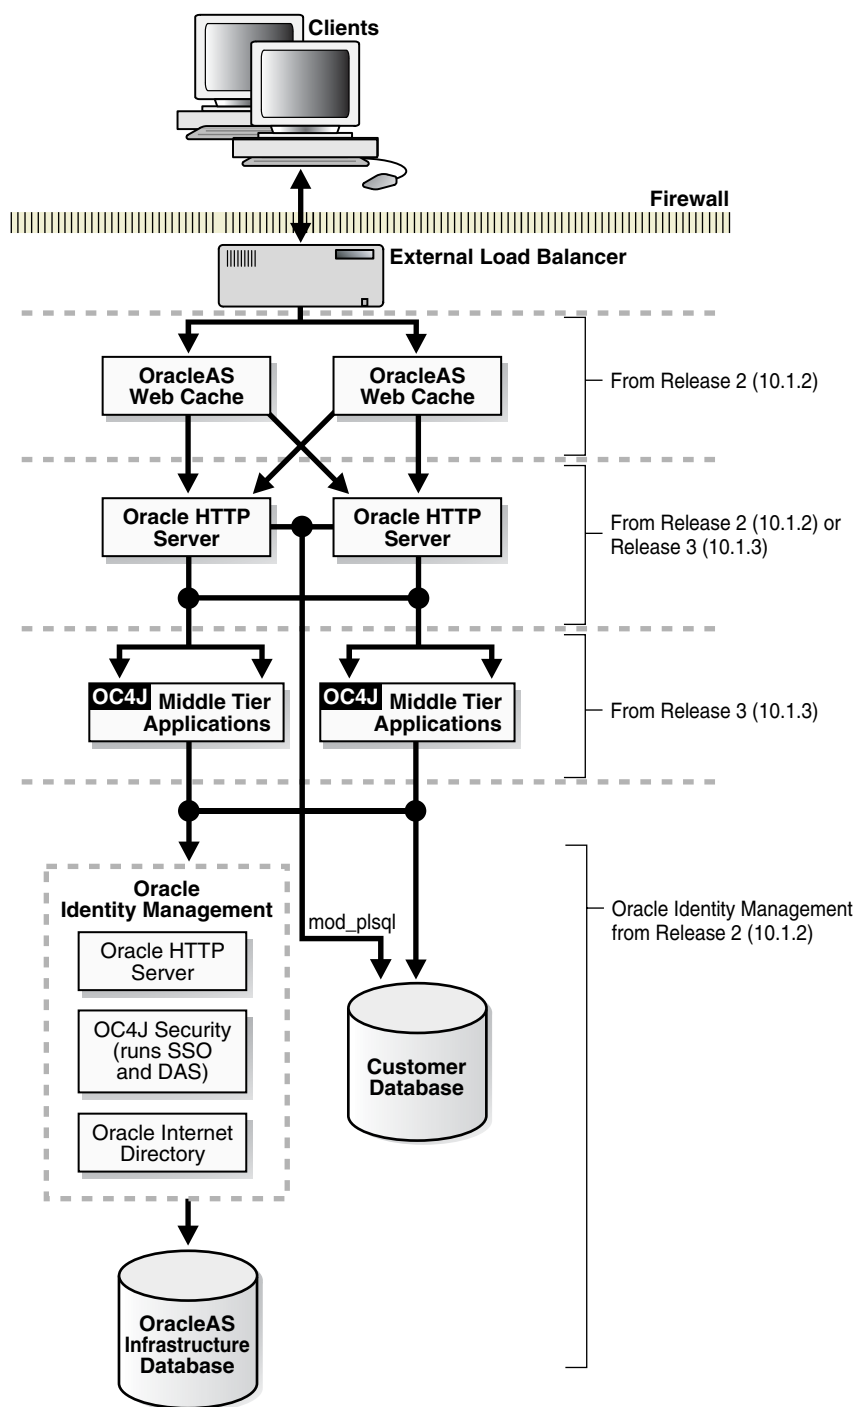 Clients
Firewall
External Load Balancer
OracleAS
Web Cache
OracleAS
Web Cache
From Release 2 (10.1.2)
Oracle HTTP
Server
Oracle HTTP
Server
From Release 2 (10.1.2) or
Release 3 (10.1.3)
OC4J Middle Tier
Applications
OC4J Middle Tier
Applications
From Release 3 (10.1.3)
Oracle
Identity Management
Oracle HTTP
Server
OC4J Security
(runs SSO
and DAS)
Oracle Internet
Directory
mod_plsql
Customer
Database
Oracle Identity Management
from Release 2 (10.1.2)
OracleAS
Infrastructure
Database